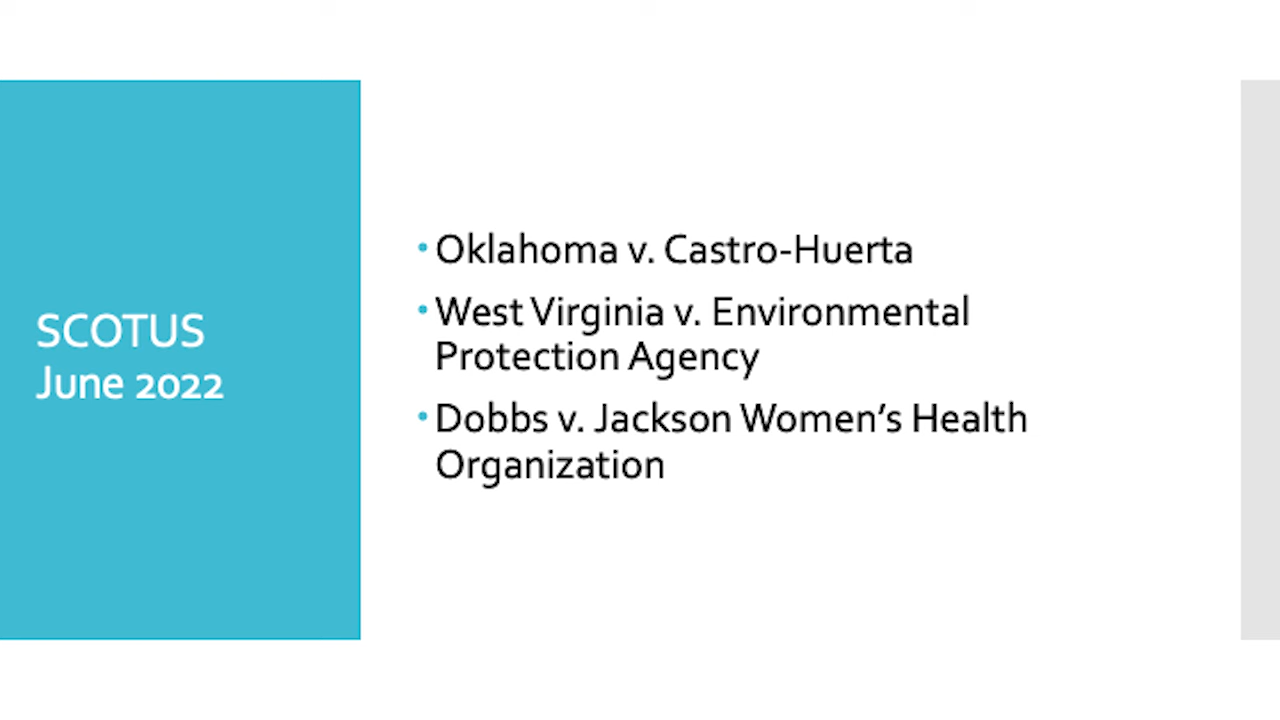 SCOTUS
June 2022
• Oklahoma v. Castro-Huerta
• West Virginia v. Environmental
Protection Agency
• Dobbs v. Jackson Women’s Health
Organization